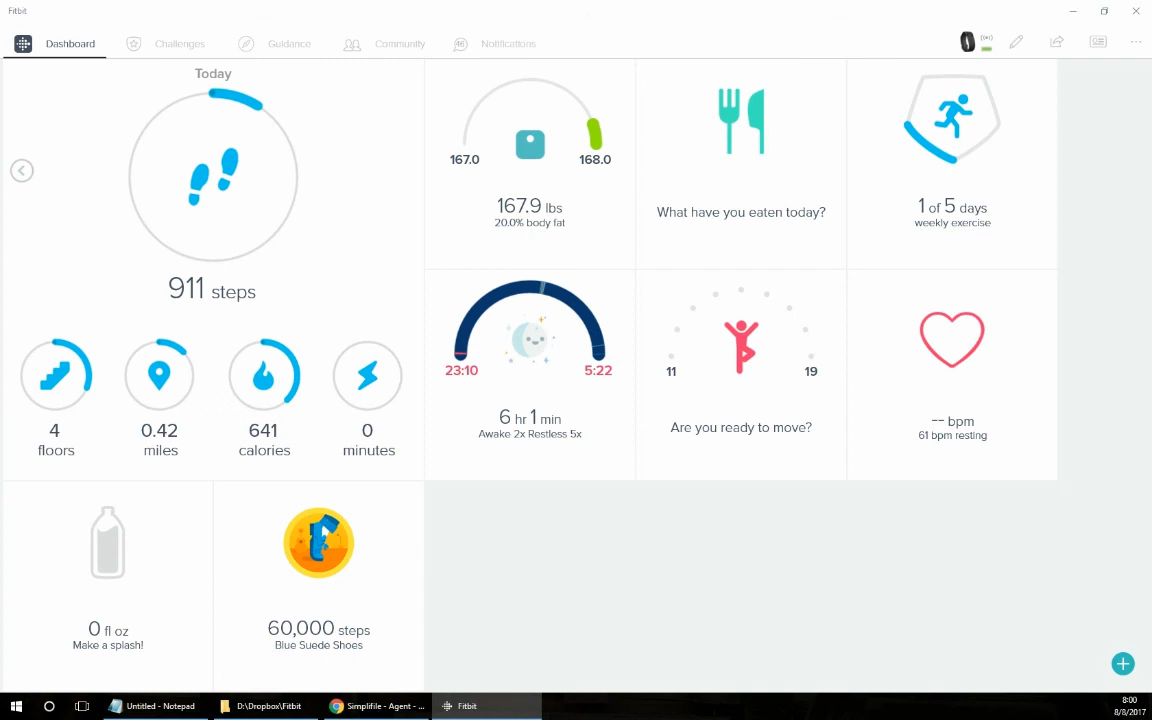 Fitbit
Dashboard
Challenges
Guidance
Community
46
Notifications
Today
911 steps
4
floors
0.42
miles
641
calories
0
minutes
167.0
168.0
167.9 lbs
20.0% body fat
What have you eaten today?
1 of 5 days
weekly exercise
23:10
5:22
6 hr 1 min
Awake 2x Restless 5x
11
19
Are you ready to move?
-- bpm
61 bpm resting
0 fl oz
Make a splash!
60,000 steps
Blue Suede Shoes
Untitled - Notepad
D:\Dropbox\Fitbit
Simplifile - Agent - ...
Fitbit
8:00
8/8/2017